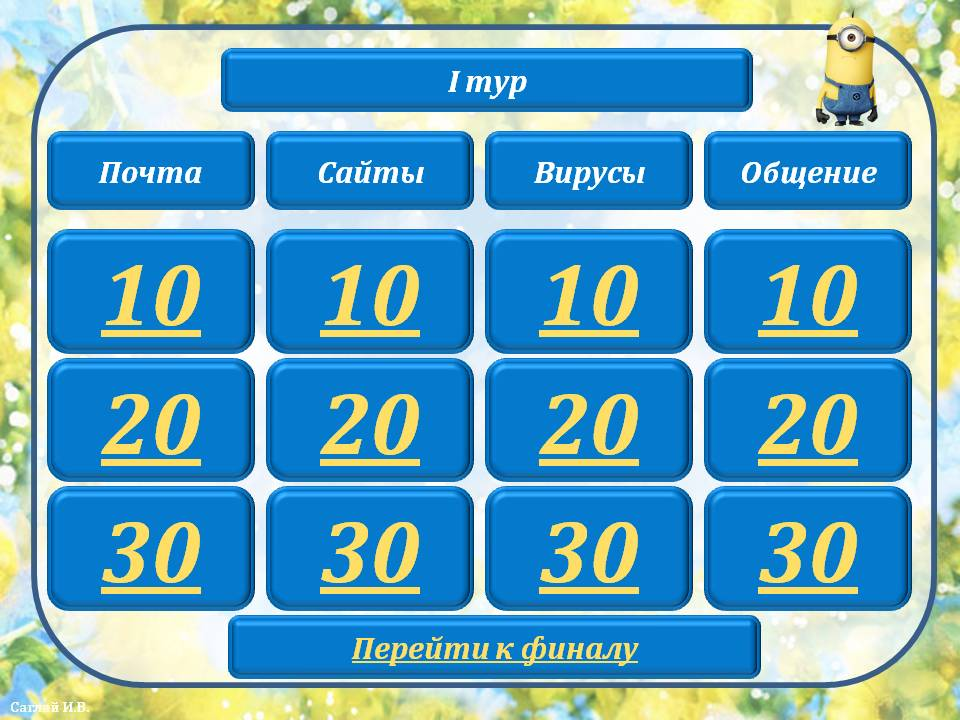 I тур
Почта Сайты Вирусы Общение
10 10 10 10
20 20 20 20
30 30 30 30
Перейти к финалу
Саглай И.В.